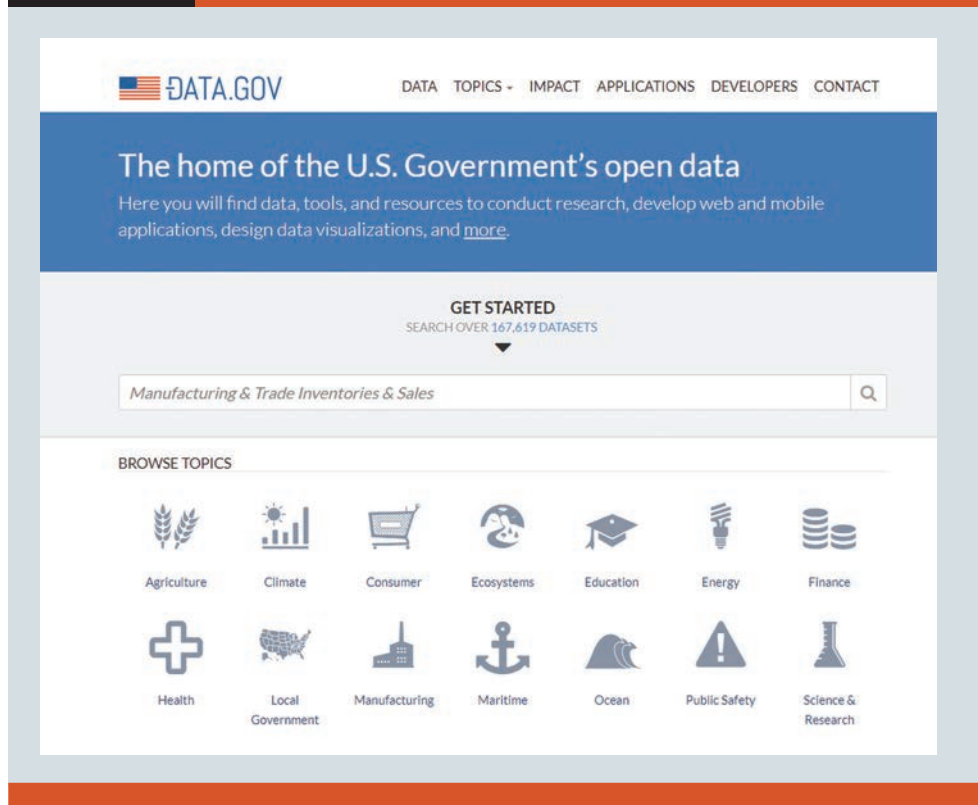 DATA.GOV
DATA TOPICS IMPACT APPLICATIONS DEVELOPERS CONTACT
The home of the U.S. Government's open data
Here you will find data, tools, and resources to conduct research, develop web and mobile
applications, design data visualizations, and more.
GET STARTED
SEARCH OVER 167,619 DATASETS
Manufacturing & Trade Inventories & Sales
BROWSE TOPICS
Agriculture Climate Consumer Ecosystems Education Energy Finance
Health Local Government Manufacturing Maritime Ocean Public Safety Science & Research